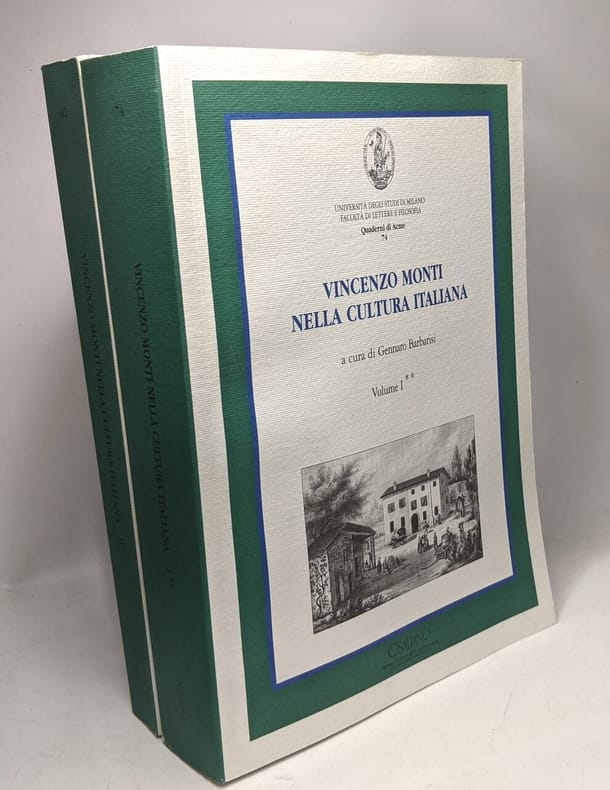 UNIVERSITÀ DEGLI STUDI DI MILANO
FACOLTÀ DI LETTERE E FILOSOFIA
Quaderni di Acme
74
VINCENZO MONTI
NELLA CULTURA ITALIANA
a cura di Gennaro Barbarisi
Volume I **
CISALPINO
74
VINCENZO MONTI NELLA CULTURA ITALIANA I **
VINCENZO MONTI NELLA CULTURA ITALIANA